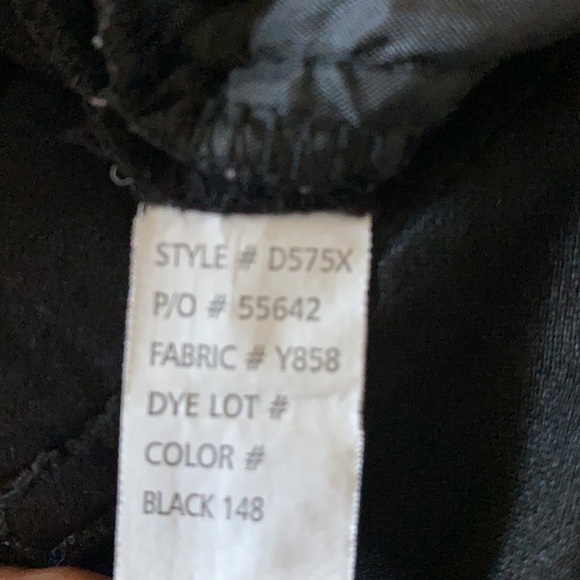 STYLE # D575X
P/O # 55642
FABRIC # Y858
DYE LOT #
COLOR #
BLACK 148